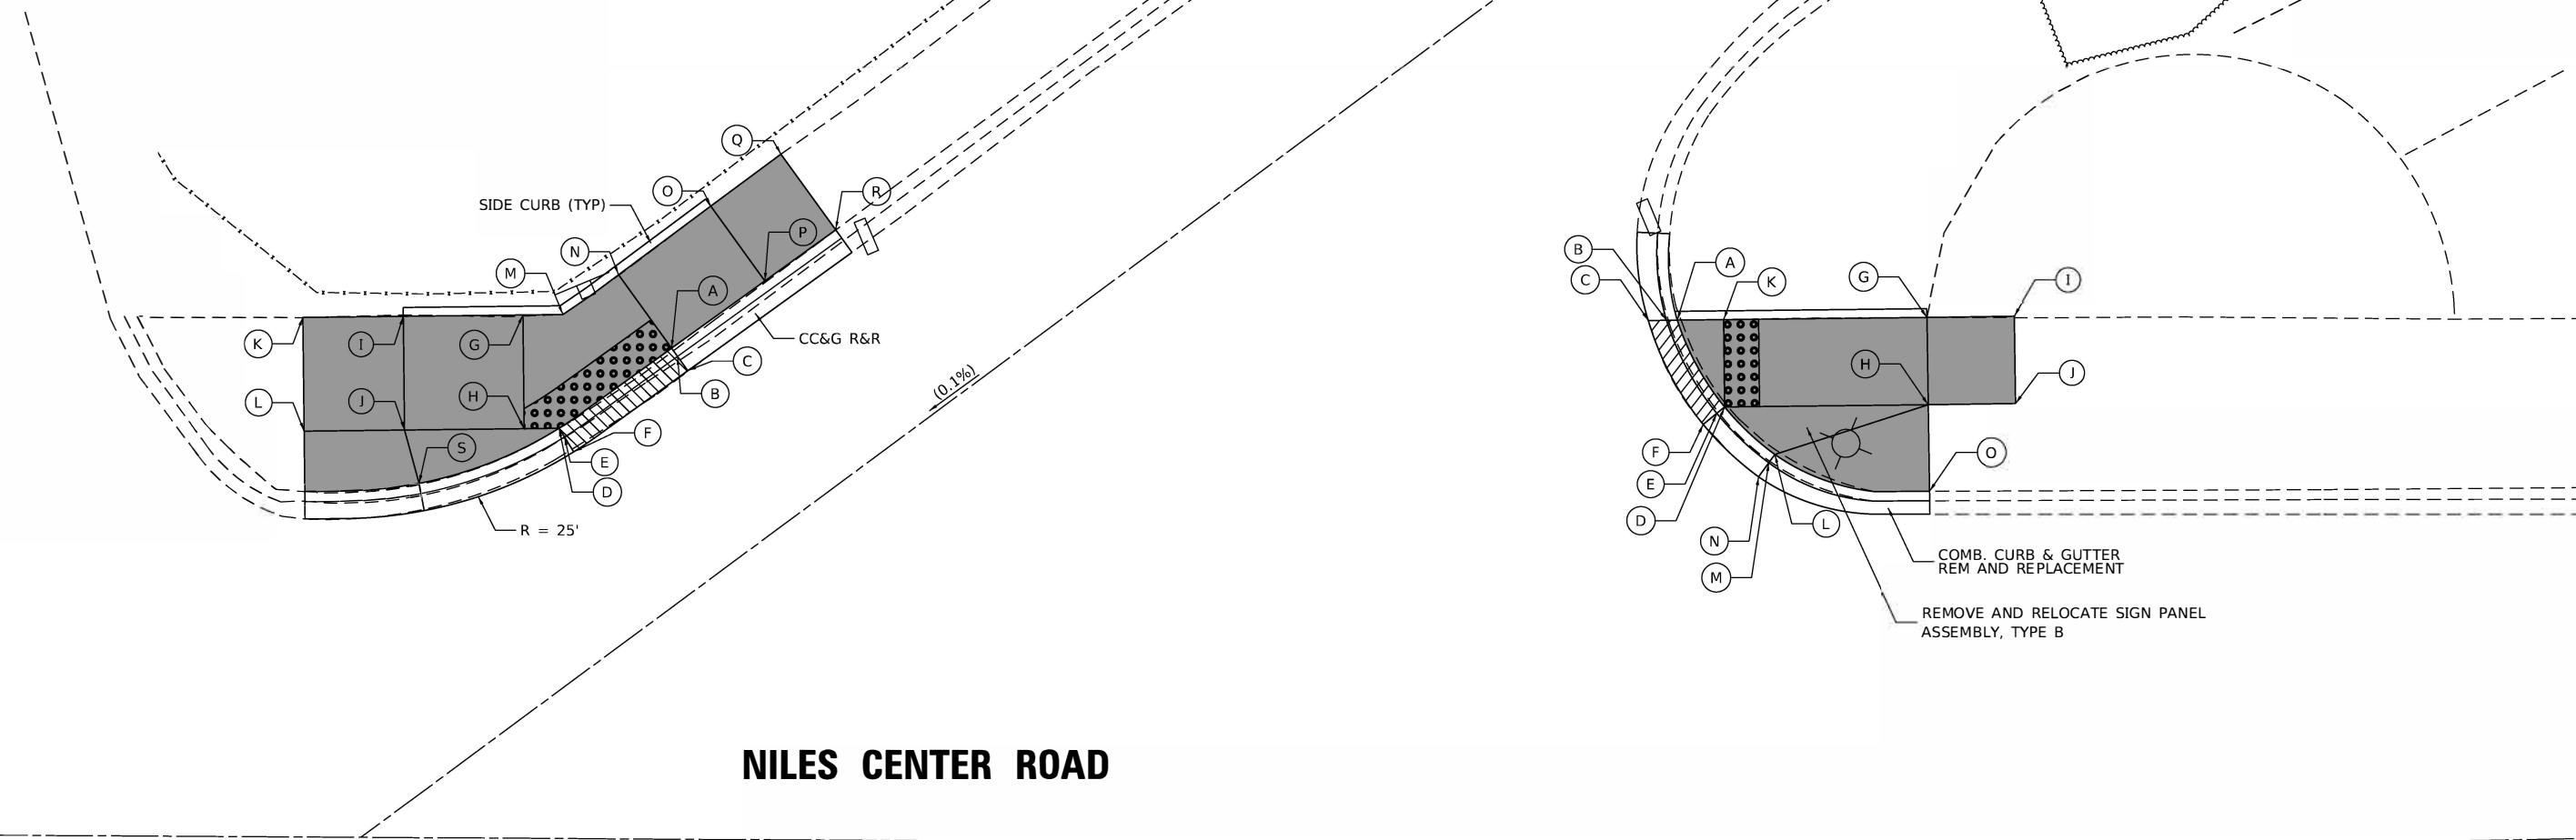 Q
O
R
SIDE CURB (TYP)
P
N
M
A
K
I
G
CC&G R&R
C
B
L
J
H
S
F
E
D
R = 25'
(0.1%)
B
C
A
K
G
I
H
J
F
E
D
O
N
L
M
COMB. CURB & GUTTER
REM AND REPLACEMENT
REMOVE AND RELOCATE SIGN PANEL
ASSEMBLY, TYPE B
NILES CENTER ROAD